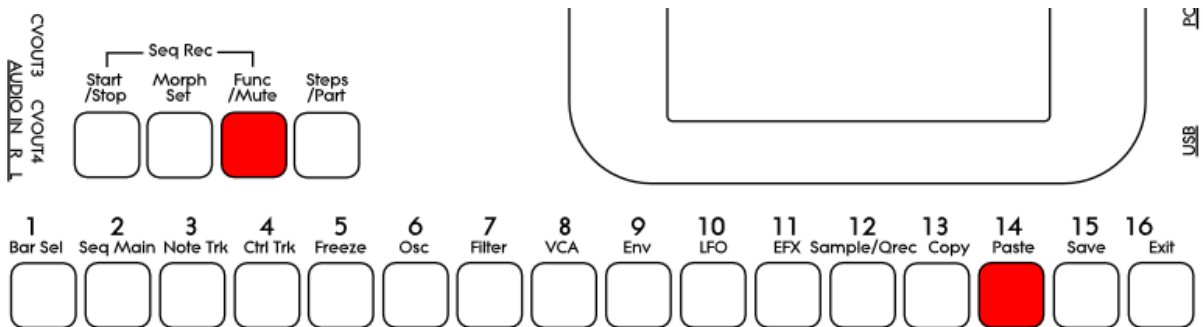 CVOUT3 CVOUT4
AUDIO IN R L
Seq Rec
Start
/Stop
Morph
Set
Func
/Mute
Steps
/Part
PC
USB
1 2 3 4 5 6 7 8 9 10 11 12 13 14 15 16
Bar Sel Seq Main Note Trk Ctrl Trk Freeze Osc Filter VCA Env LFO EFX Sample/Qrec Copy Paste Save Exit